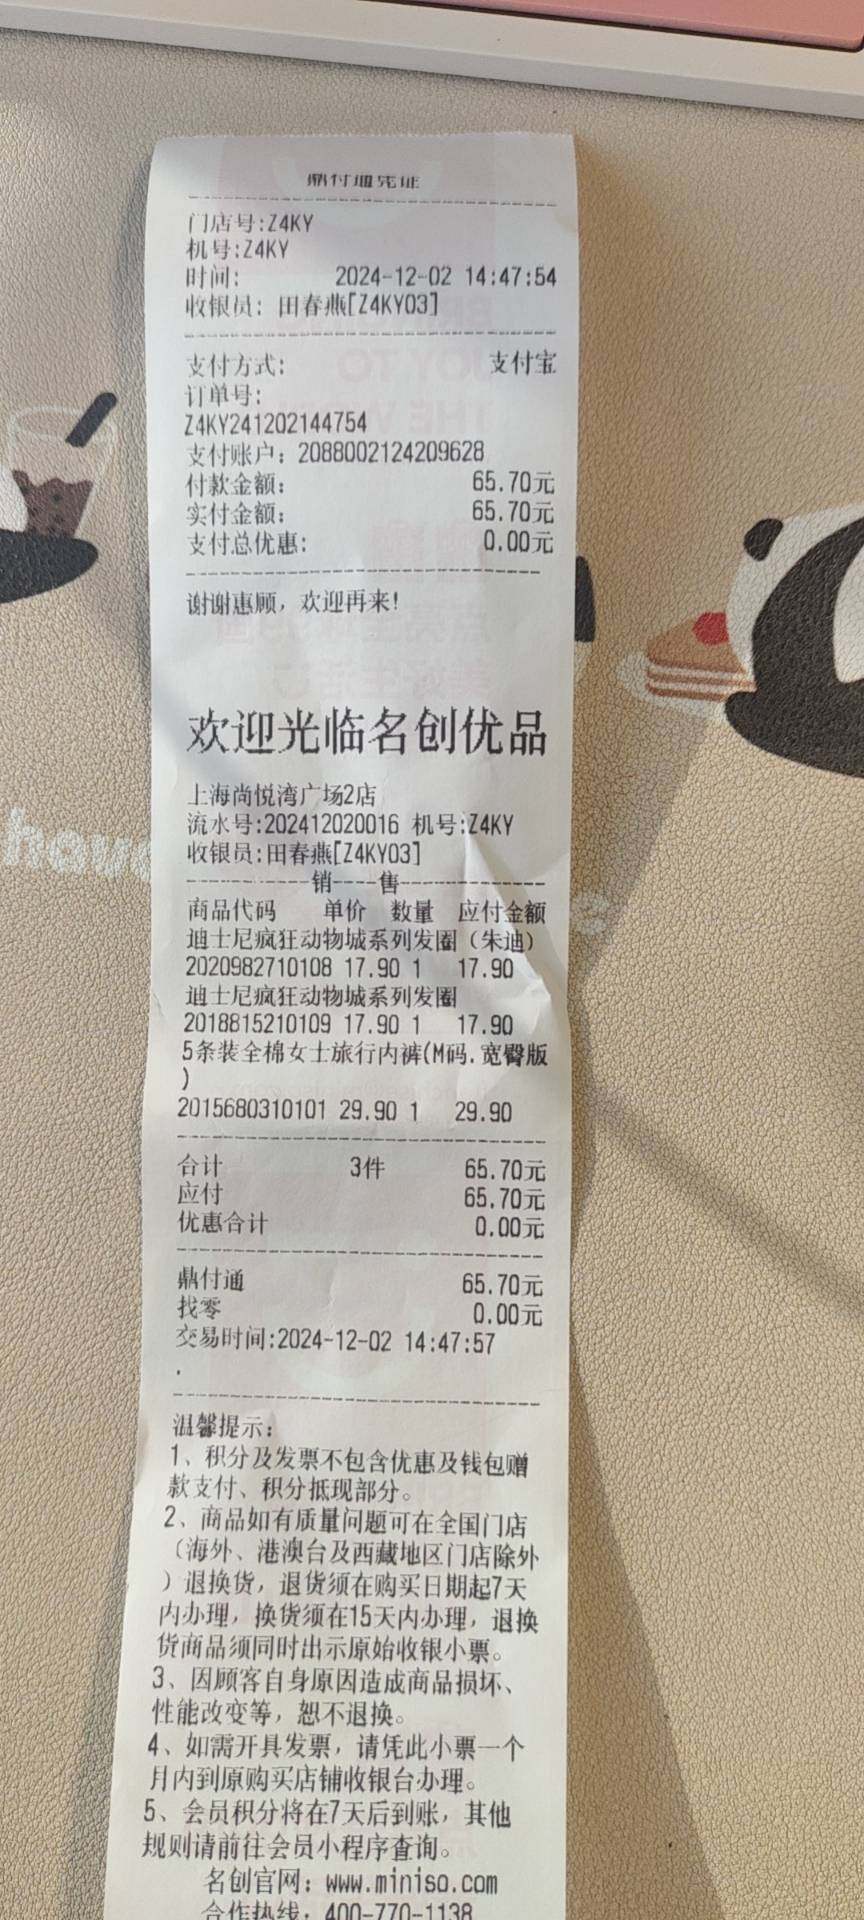 鼎付通凭证
门店号:Z4KY
机号:Z4KY
时间: 2024-12-02 14:47:54
收银员: 田春燕[Z4KY03]
支付方式: 支付宝
订单号:
Z4KY241202144754
支付账户: 2088002124209628
付款金额: 65.70元
实付金额: 65.70元
支付总优惠: 0.00元
谢谢惠顾, 欢迎再来!
欢迎光临名创优品
上海尚悦湾广场2店
流水号:202412020016 机号:Z4KY
收银员:田春燕[Z4KY03]
-----------销----售-------------
商品代码 单价 数量 应付金额
迪士尼疯狂动物城系列发圈（朱迪）
2020982710108 17.90 1 17.90
迪士尼疯狂动物城系列发圈
2018815210109 17.90 1 17.90
5条装全棉女士旅行内裤(M码.宽臀版
)
2015680310101 29.90 1 29.90
合计 3件 65.70元
应付 65.70元
优惠合计 0.00元
鼎付通 65.70元
找零 0.00元
交易时间:2024-12-02 14:47:57
.
温馨提示:
1、积分及发票不包含优惠及钱包赠
款支付、积分抵现部分。
2、商品如有质量问题可在全国门店
（海外、港澳台及西藏地区门店除外
）退换货，退货须在购买日期起7天
内办理，换货须在15天内办理，退换
货商品须同时出示原始收银小票。
3、因顾客自身原因造成商品损坏、
性能改变等，恕不退换。
4、如需开具发票，请凭此小票一个
月内到原购买店铺收银台办理。
5、会员积分将在7天后到账，其他
规则请前往会员小程序查询。
名创官网: www.miniso.com
合作热线: 400-770-1138